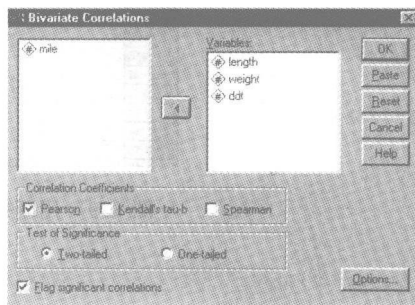 Bivariate Correlations
mile
Variables:
length
weight
ddt
OK
Paste
Reset
Cancel
Help
Correlation Coefficients
Pearson Kendall's tau-b Spearman
Test of Significance
Two-tailed One-tailed
Flag significant correlations
Options...